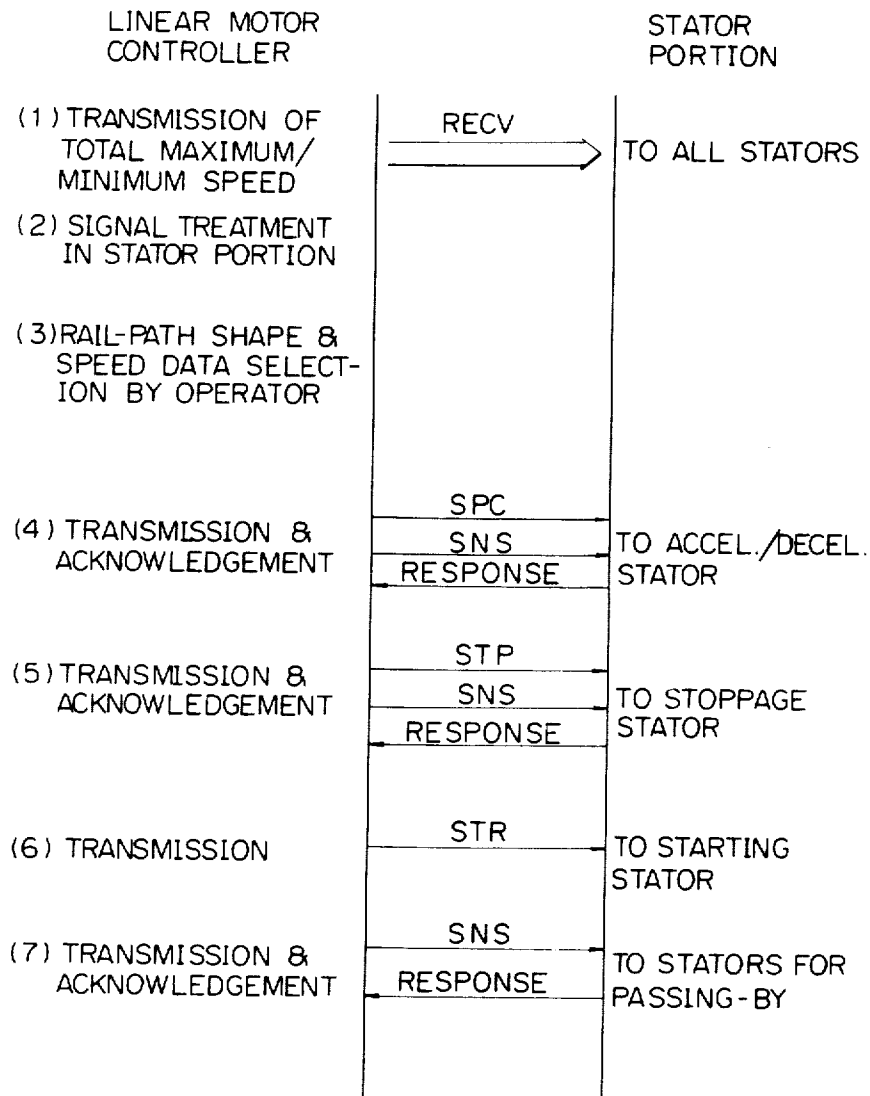 LINEAR MOTOR
CONTROLLER
STATOR
PORTION
(1) TRANSMISSION OF
TOTAL MAXIMUM/
MINIMUM SPEED
RECV
TO ALL STATORS
(2) SIGNAL TREATMENT
IN STATOR PORTION
(3) RAIL-PATH SHAPE &
SPEED DATA SELECT-
ION BY OPERATOR
(4) TRANSMISSION &
ACKNOWLEDGEMENT
SPC
SNS
RESPONSE
TO ACCEL./DECEL.
STATOR
(5) TRANSMISSION &
ACKNOWLEDGEMENT
STP
SNS
RESPONSE
TO STOPPAGE
STATOR
(6) TRANSMISSION
STR
TO STARTING
STATOR
(7) TRANSMISSION &
ACKNOWLEDGEMENT
SNS
RESPONSE
TO STATORS FOR
PASSING-BY